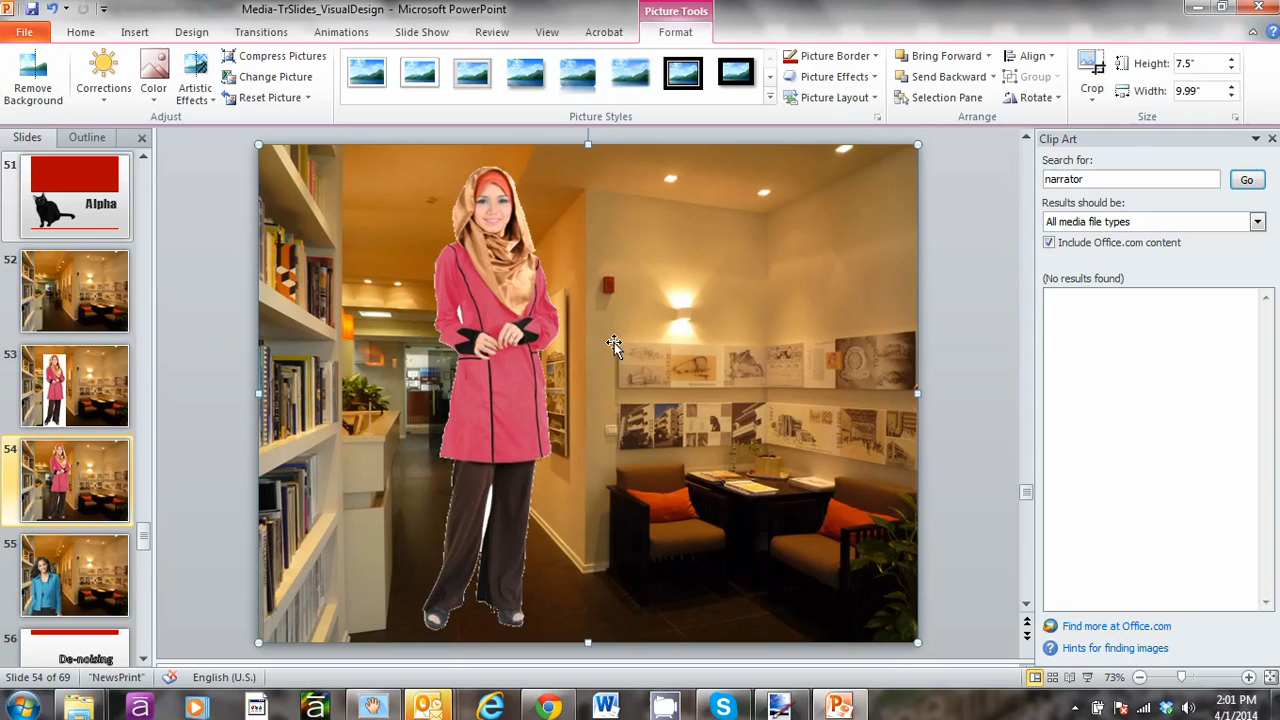 Media-TrSlides_VisualDesign - Microsoft PowerPoint
Picture Tools
File Home Insert Design Transitions Animations Slide Show Review View Acrobat Format
Remove Background
Corrections
Color
Artistic Effects
Compress Pictures
Change Picture
Reset Picture
Adjust
Picture Styles
Picture Border
Picture Effects
Picture Layout
Bring Forward
Send Backward
Selection Pane
Align
Group
Rotate
Arrange
Crop
Height: 7.5"
Width: 9.99"
Size
Slides Outline
51
Alpha
52
53
54
55
56
De-noising
Clip Art
Search for:
narrator
Go
Results should be:
All media file types
Include Office.com content
(No results found)
Find more at Office.com
Hints for finding images
Slide 54 of 69 "NewsPrint" English (U.S.) 73%
2:01 PM
4/1/2014